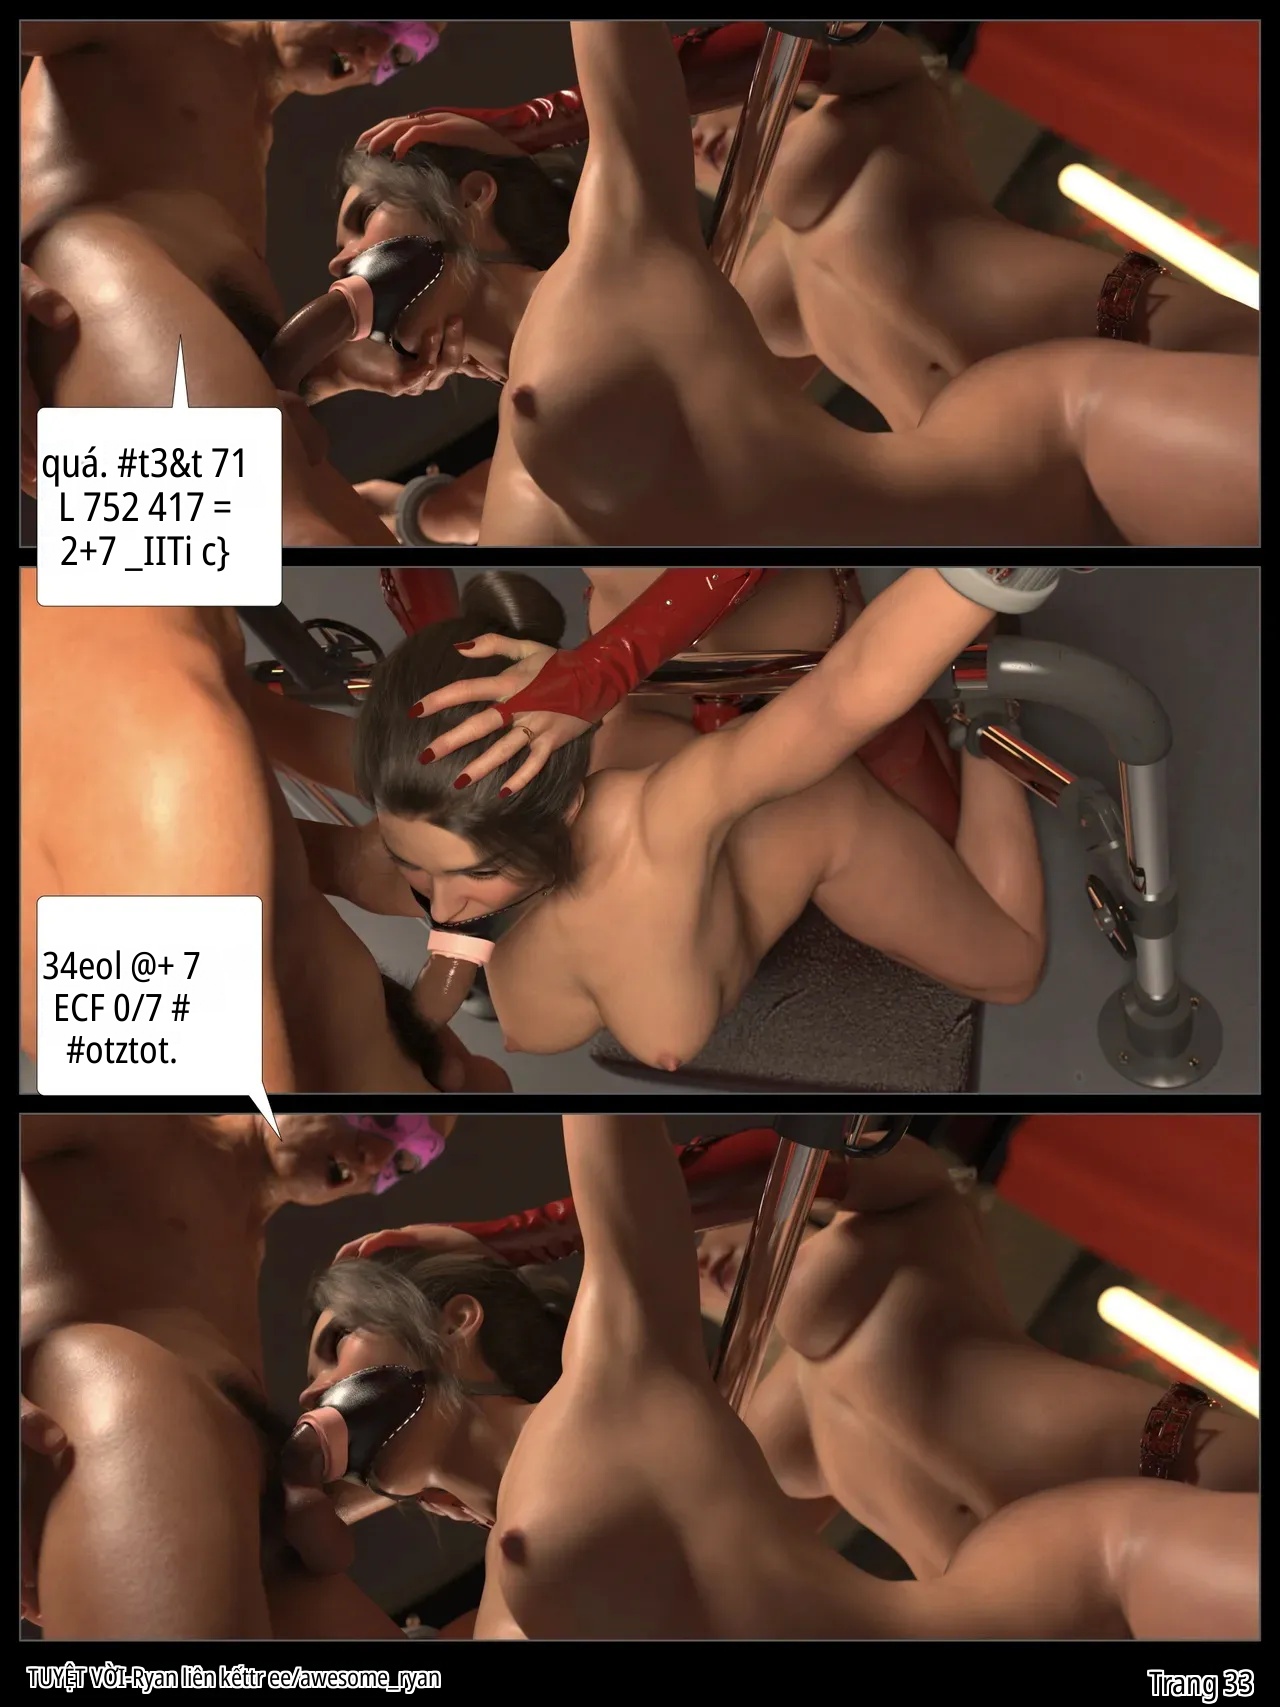 quá. #t3&t 71
L 752 417 =
2+7 _IITi c}
34eol @+ 7
ECF 0/7 #
#otztot.
TUYỆT VỜI-Ryan liên kếttr ee/awesome_ryan
Trang 33